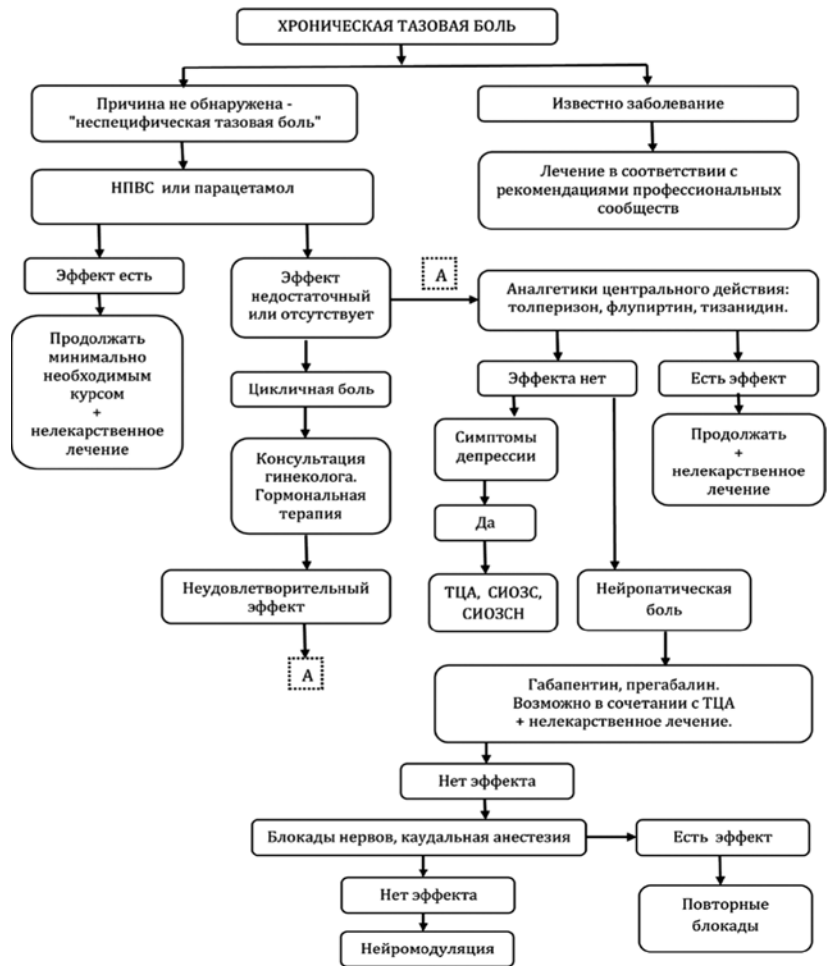 ХРОНИЧЕСКАЯ ТАЗОВАЯ БОЛЬ
Причина не обнаружена -
"неспецифическая тазовая боль"
Известно заболевание
НПВС или парацетамол
Лечение в соответствии с
рекомендациями профессиональных
сообществ
Эффект есть
Эффект
недостаточный
или отсутствует
А
Аналгетики центрального действия:
толперизон, флупиртин, тизанидин.
Продолжать
минимально
необходимым
курсом
+
нелекарственное
лечение
Цикличная боль
Эффекта нет
Есть эффект
Консультация
гинеколога.
Гормональная
терапия
Симптомы
депрессии
Продолжать
+
нелекарственное
лечение
Да
Неудовлетворительный
эффект
ТЦА, СИОЗС,
СИОЗСН
Нейропатическая
боль
А
Габапентин, прегабалин.
Возможно в сочетании с ТЦА
+ нелекарственное лечение.
Нет эффекта
Блокады нервов, каудальная анестезия
Есть эффект
Нет эффекта
Повторные
блокады
Нейромодуляция